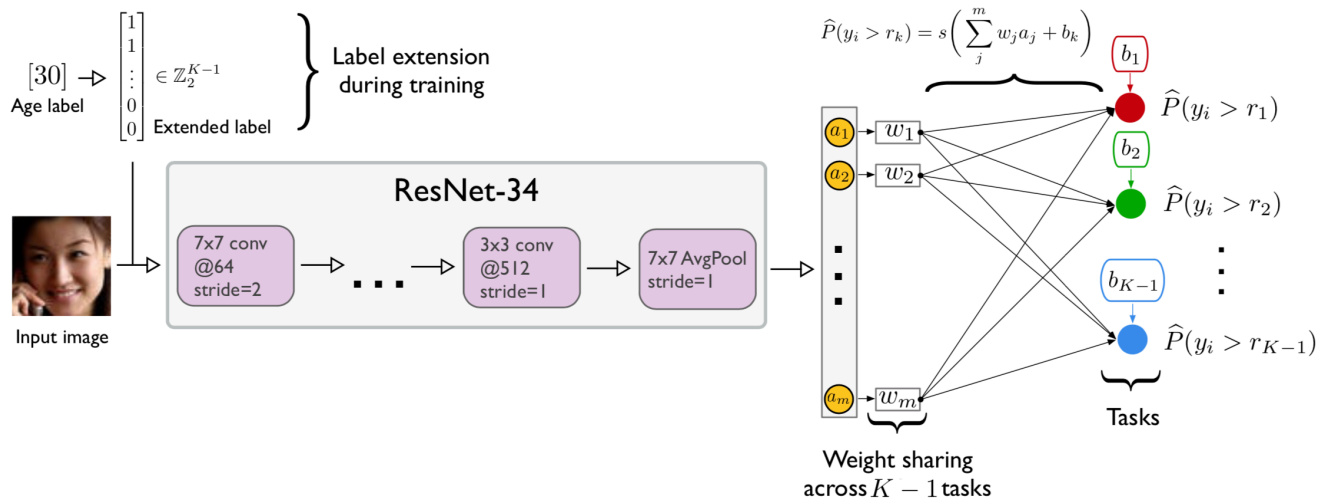 [30]
Age label
1
1
⋮
0
0
∈ ℤ₂^{K−1}
Extended label
Label extension
during training
Input image
ResNet-34
7x7 conv
@64
stride=2
. . .
3x3 conv
@512
stride=1
7x7 AvgPool
stride=1
P̂(y_i > r_k) = s(∑_j^m w_j a_j + b_k)
a₁
a₂
a_m
w₁
w₂
w_m
b₁
P̂(y_i > r₁)
b₂
P̂(y_i > r₂)
b_{K−1}
P̂(y_i > r_{K−1})
Tasks
Weight sharing
across K − 1 tasks